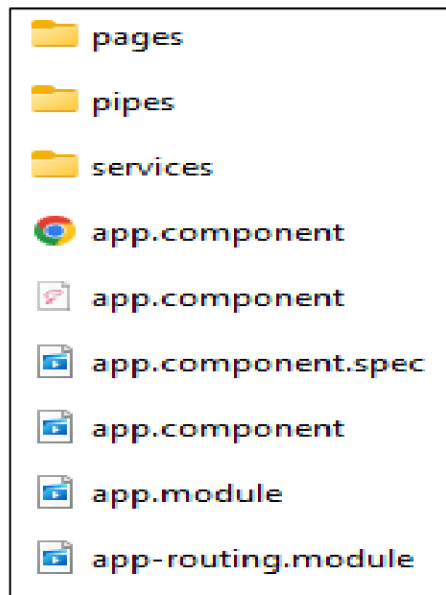 pages
pipes
services
app.component
app.component
app.component.spec
app.component
app.module
app-routing.module